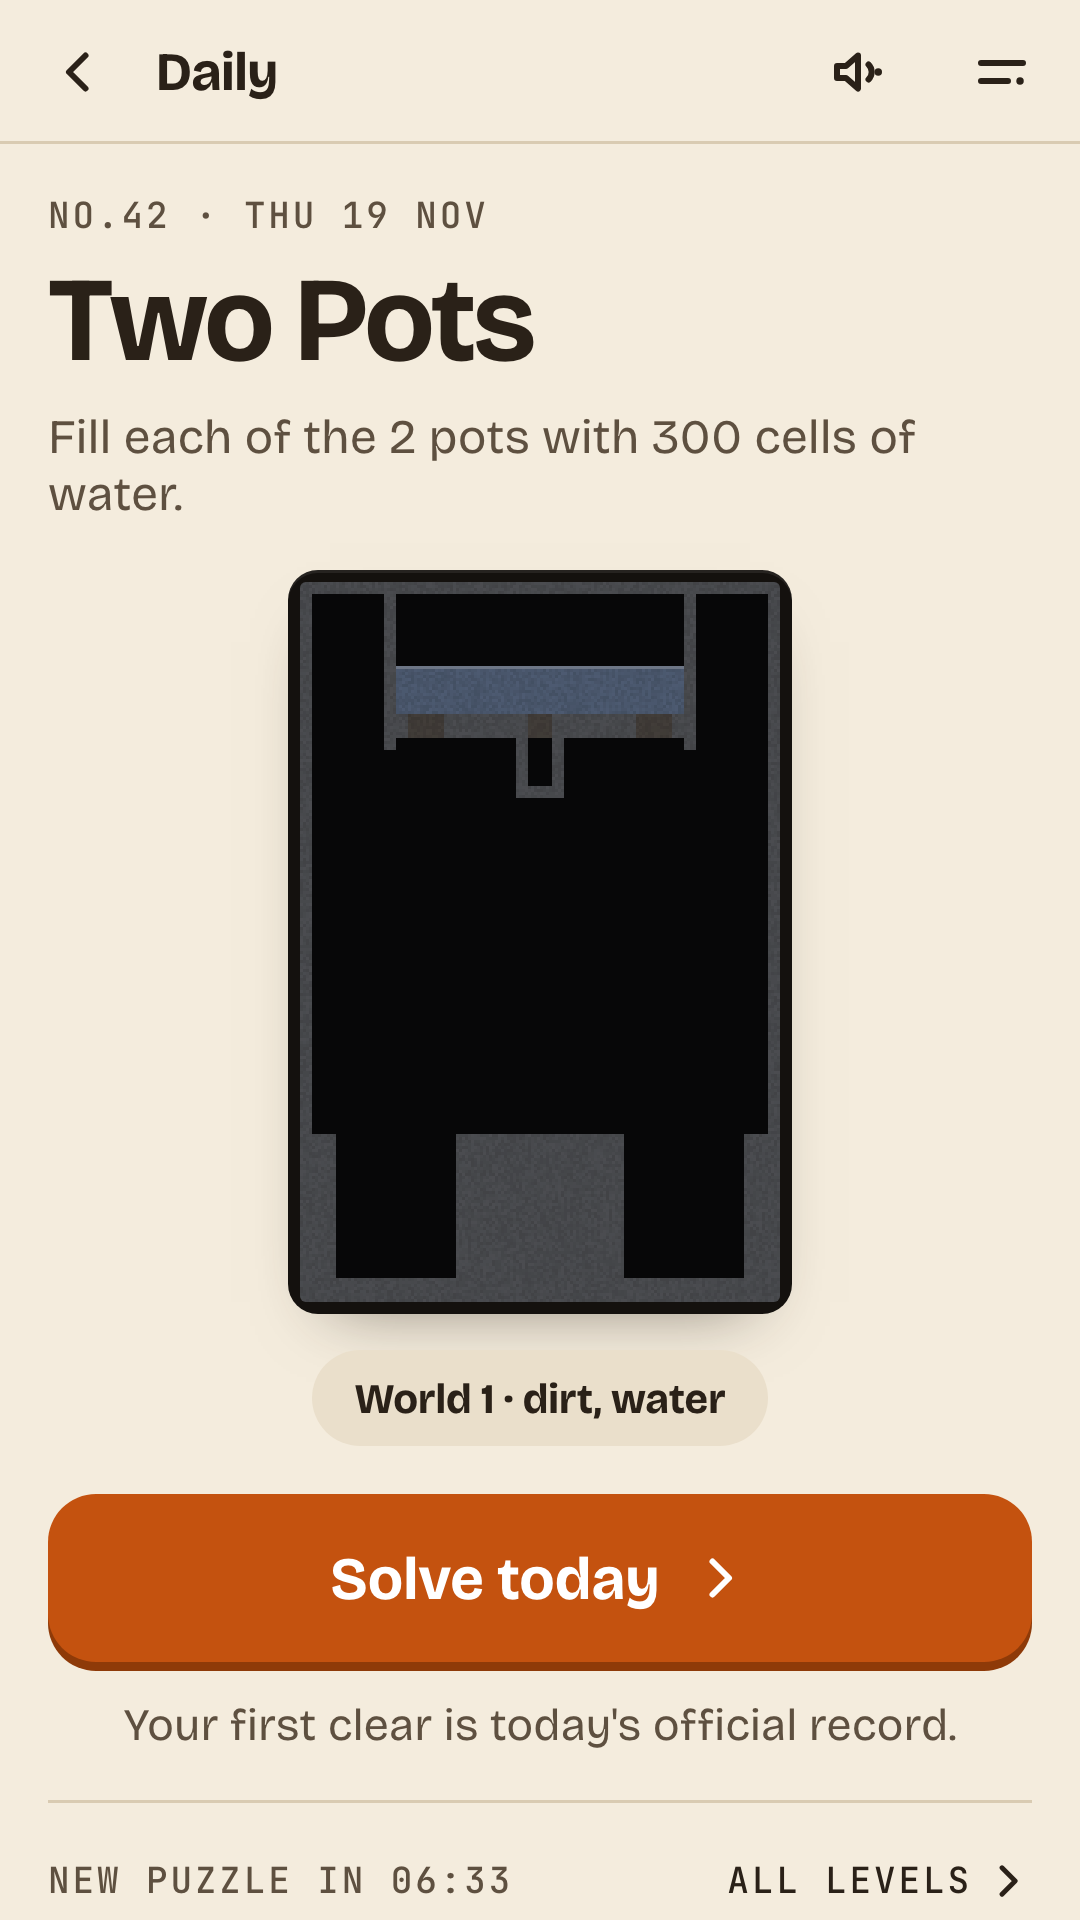 Daily
NO.42 · THU 19 NOV
Two Pots
Fill each of the 2 pots with 300 cells of
water.
World 1 · dirt, water
Solve today
Your first clear is today's official record.
NEW PUZZLE IN 06:33
ALL LEVELS